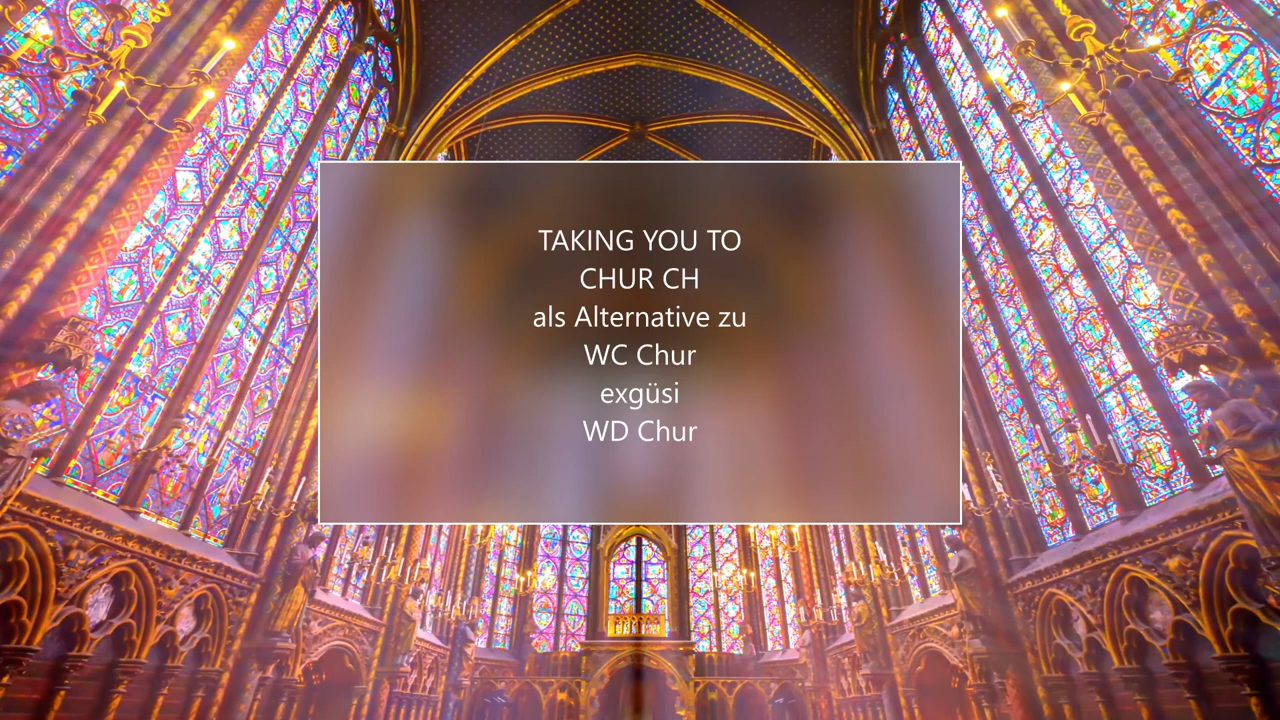 TAKING YOU TO
CHUR CH
als Alternative zu
WC Chur
exgüsi
WD Chur